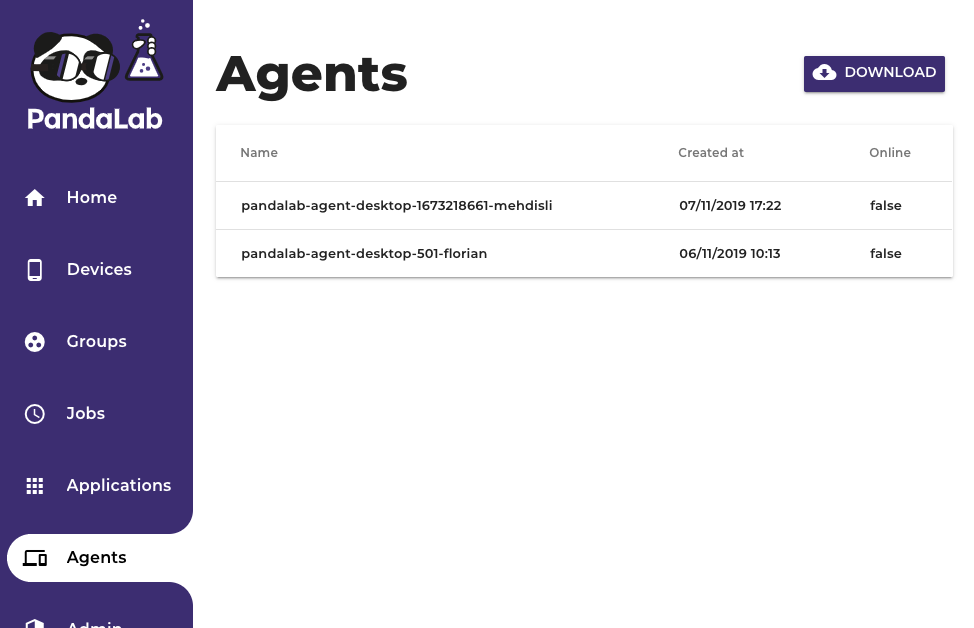 PandaLab
Home
Devices
Groups
Jobs
Applications
Agents
Admin
Agents
DOWNLOAD
Name Created at Online
pandalab-agent-desktop-1673218661-mehdisli 07/11/2019 17:22 false
pandalab-agent-desktop-501-florian 06/11/2019 10:13 false